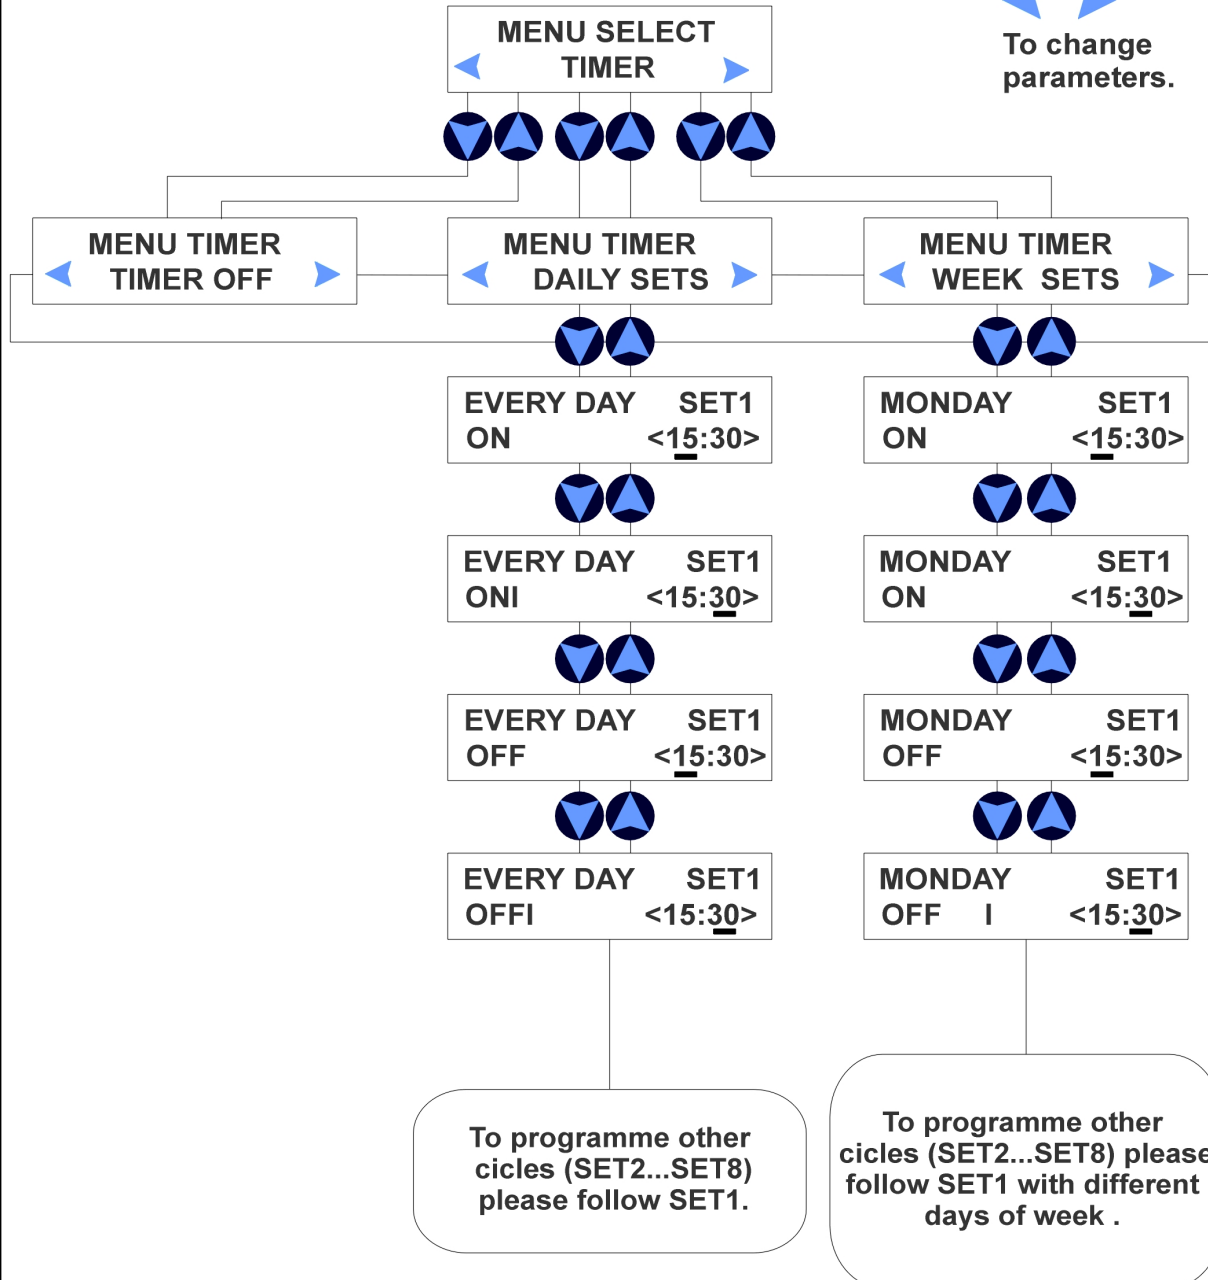 MENU SELECT
TIMER
To change
parameters.
MENU TIMER
TIMER OFF
MENU TIMER
DAILY SETS
MENU TIMER
WEEK SETS
EVERY DAY SET1
ON <15:30>
MONDAY SET1
ON <15:30>
EVERY DAY SET1
ONI <15:30>
MONDAY SET1
ON <15:30>
EVERY DAY SET1
OFF <15:30>
MONDAY SET1
OFF <15:30>
EVERY DAY SET1
OFFI <15:30>
MONDAY SET1
OFF I <15:30>
To programme other
cicles (SET2...SET8)
please follow SET1.
To programme other
cicles (SET2...SET8) please
follow SET1 with different
days of week .